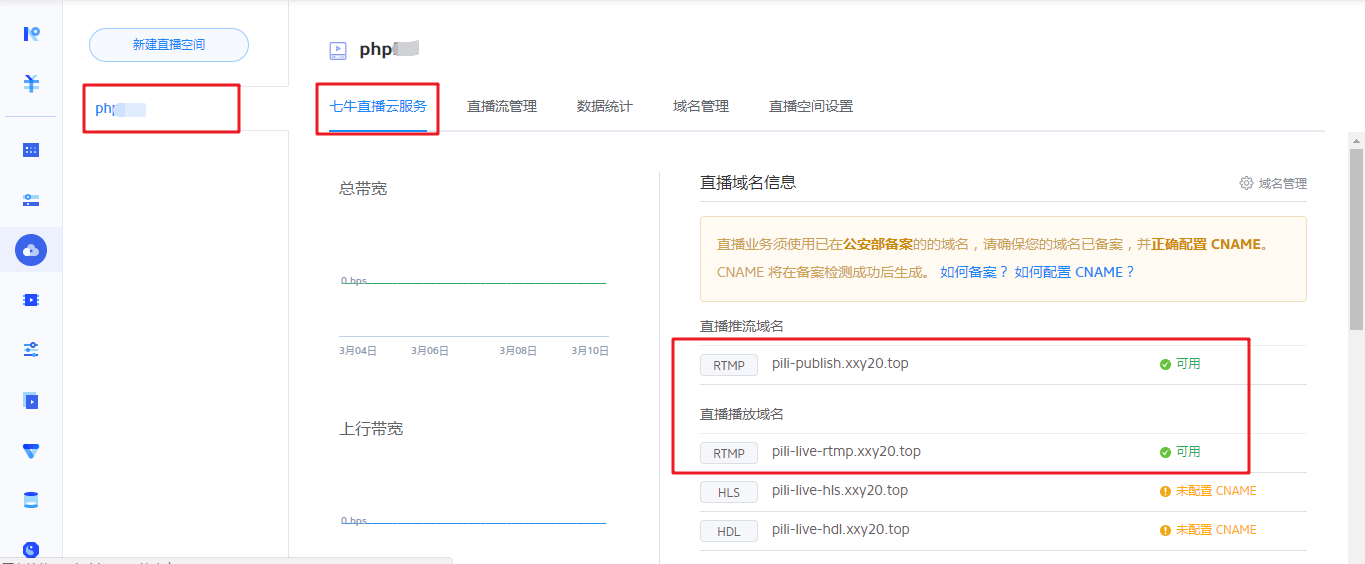 新建直播空间
php
php
七牛直播云服务
直播流管理
数据统计
域名管理
直播空间设置
总带宽
0 bps
3月04日
3月06日
3月08日
3月10日
上行带宽
0 bps
直播域名信息
域名管理
直播业务须使用已在公安部备案的的域名，请确保您的域名已备案，并正确配置 CNAME。
CNAME 将在备案检测成功后生成。 如何备案？ 如何配置 CNAME？
直播推流域名
RTMP pili-publish.xxy20.top 可用
直播播放域名
RTMP pili-live-rtmp.xxy20.top 可用
HLS pili-live-hls.xxy20.top 未配置 CNAME
HDL pili-live-hdl.xxy20.top 未配置 CNAME